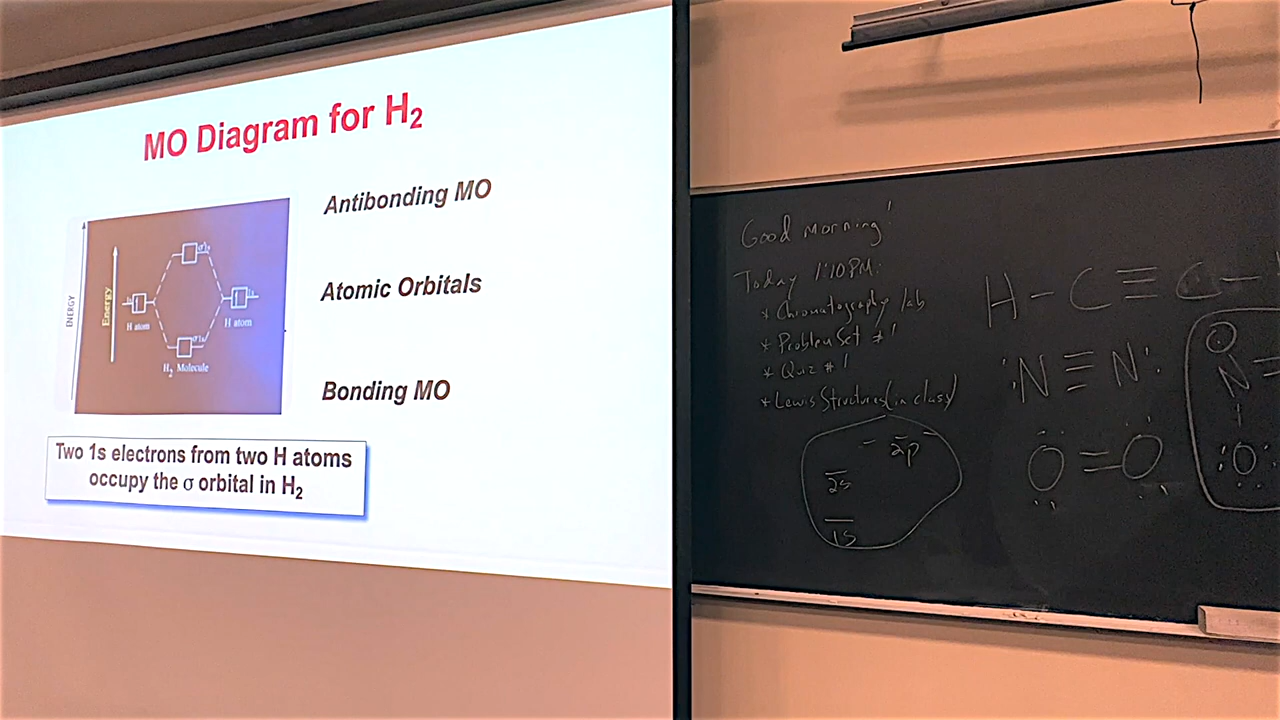 MO Diagram for H₂
Antibonding MO
Atomic Orbitals
Bonding MO
ENERGY
Energy
H atom
H atom
H₂ Molecule
Two 1s electrons from two H atoms
occupy the σ orbital in H₂
Good morning!
Today 1:10 PM:
* Chromatography lab
* Problem Set #1
* Quiz #1
* Lewis Structures (in class)
2p
2s
1s
H-C≡C-
:N≡N:
O=O
O
N=
O